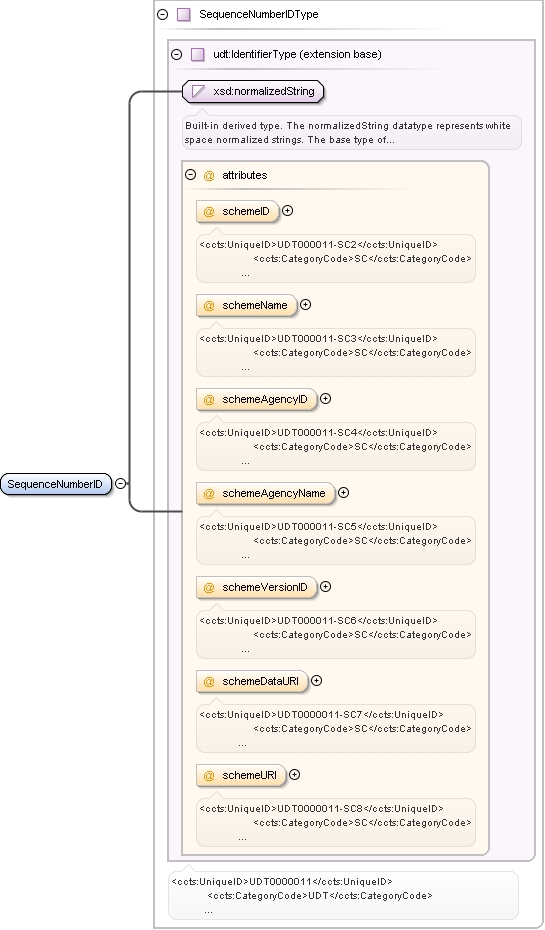 SequenceNumberIDType
udt:IdentifierType (extension base)
xsd:normalizedString
Built-in derived type. The normalizedString datatype represents white
space normalized strings. The base type of...
@ attributes
@ schemeID
<ccts:UniqueID>UDT000011-SC2</ccts:UniqueID>
<ccts:CategoryCode>SC</ccts:CategoryCode>
...
@ schemeName
<ccts:UniqueID>UDT000011-SC3</ccts:UniqueID>
<ccts:CategoryCode>SC</ccts:CategoryCode>
...
@ schemeAgencyID
<ccts:UniqueID>UDT000011-SC4</ccts:UniqueID>
<ccts:CategoryCode>SC</ccts:CategoryCode>
...
SequenceNumberID
@ schemeAgencyName
<ccts:UniqueID>UDT000011-SC5</ccts:UniqueID>
<ccts:CategoryCode>SC</ccts:CategoryCode>
...
@ schemeVersionID
<ccts:UniqueID>UDT000011-SC6</ccts:UniqueID>
<ccts:CategoryCode>SC</ccts:CategoryCode>
...
@ schemeDataURI
<ccts:UniqueID>UDT0000011-SC7</ccts:UniqueID>
<ccts:CategoryCode>SC</ccts:CategoryCode>
...
@ schemeURI
<ccts:UniqueID>UDT0000011-SC8</ccts:UniqueID>
<ccts:CategoryCode>SC</ccts:CategoryCode>
...
<ccts:UniqueID>UDT0000011</ccts:UniqueID>
<ccts:CategoryCode>UDT</ccts:CategoryCode>
...